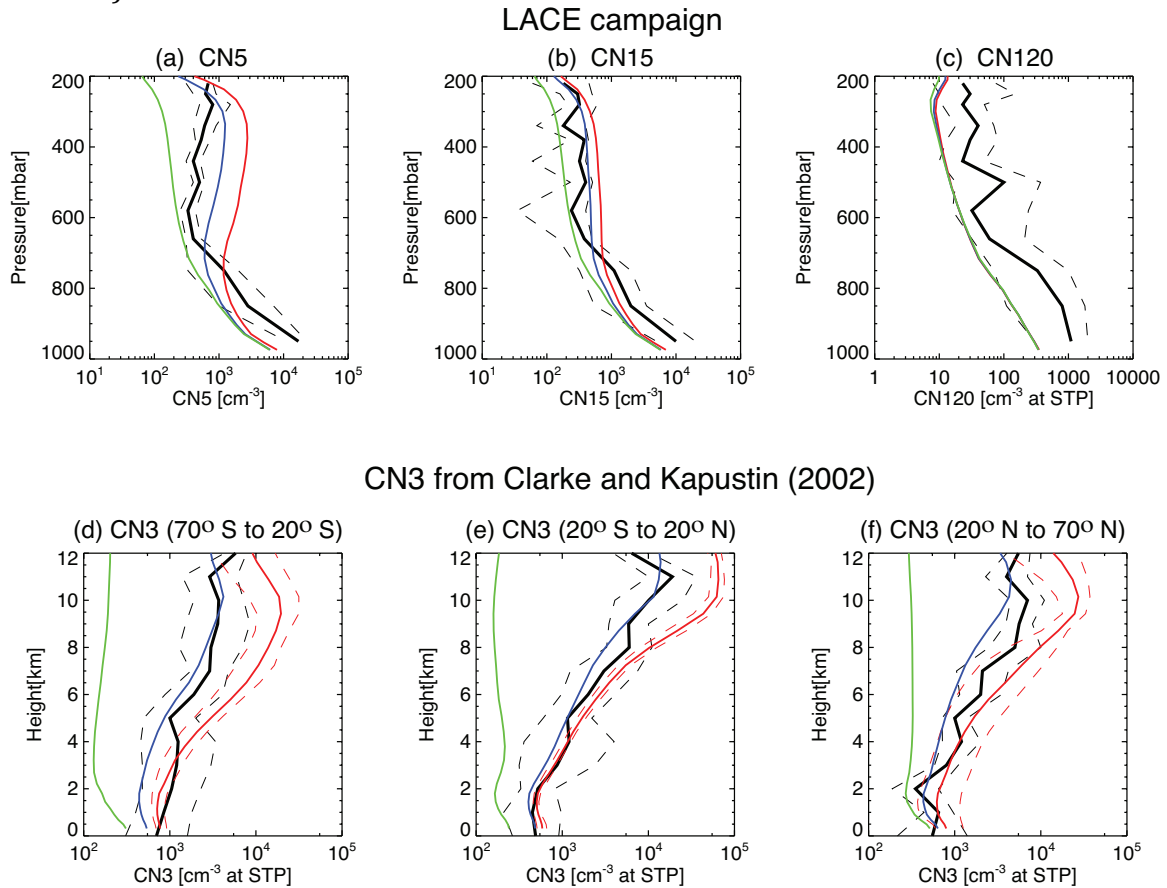 LACE campaign
(a) CN5
(b) CN15
(c) CN120
200
400
600
800
1000
Pressure[mbar]
10¹ 10² 10³ 10⁴ 10⁵
CN5 [cm⁻³]
200
400
600
800
1000
Pressure[mbar]
10¹ 10² 10³ 10⁴ 10⁵
CN15 [cm⁻³]
200
400
600
800
1000
Pressure[mbar]
1 10 100 1000 10000
CN120 [cm⁻³ at STP]
CN3 from Clarke and Kapustin (2002)
(d) CN3 (70º S to 20º S)
(e) CN3 (20º S to 20º N)
(f) CN3 (20º N to 70º N)
12
10
8
6
4
2
0
Height[km]
10² 10³ 10⁴ 10⁵
CN3 [cm⁻³ at STP]
12
10
8
6
4
2
0
Height[km]
10² 10³ 10⁴ 10⁵
CN3 [cm⁻³ at STP]
12
10
8
6
4
2
0
Height[km]
10² 10³ 10⁴ 10⁵
CN3 [cm⁻³ at STP]